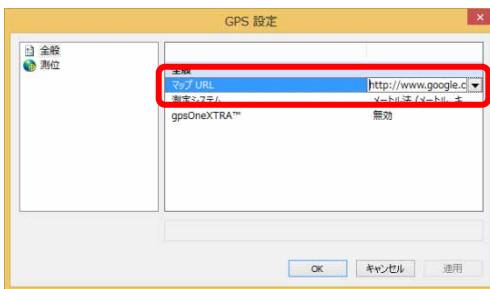 GPS 設定
全般
測位
全般
マップ URL http://www.google.c
測定システム メートル法 (メートル、キ
gpsOneXTRA™ 無効
OK キャンセル 適用